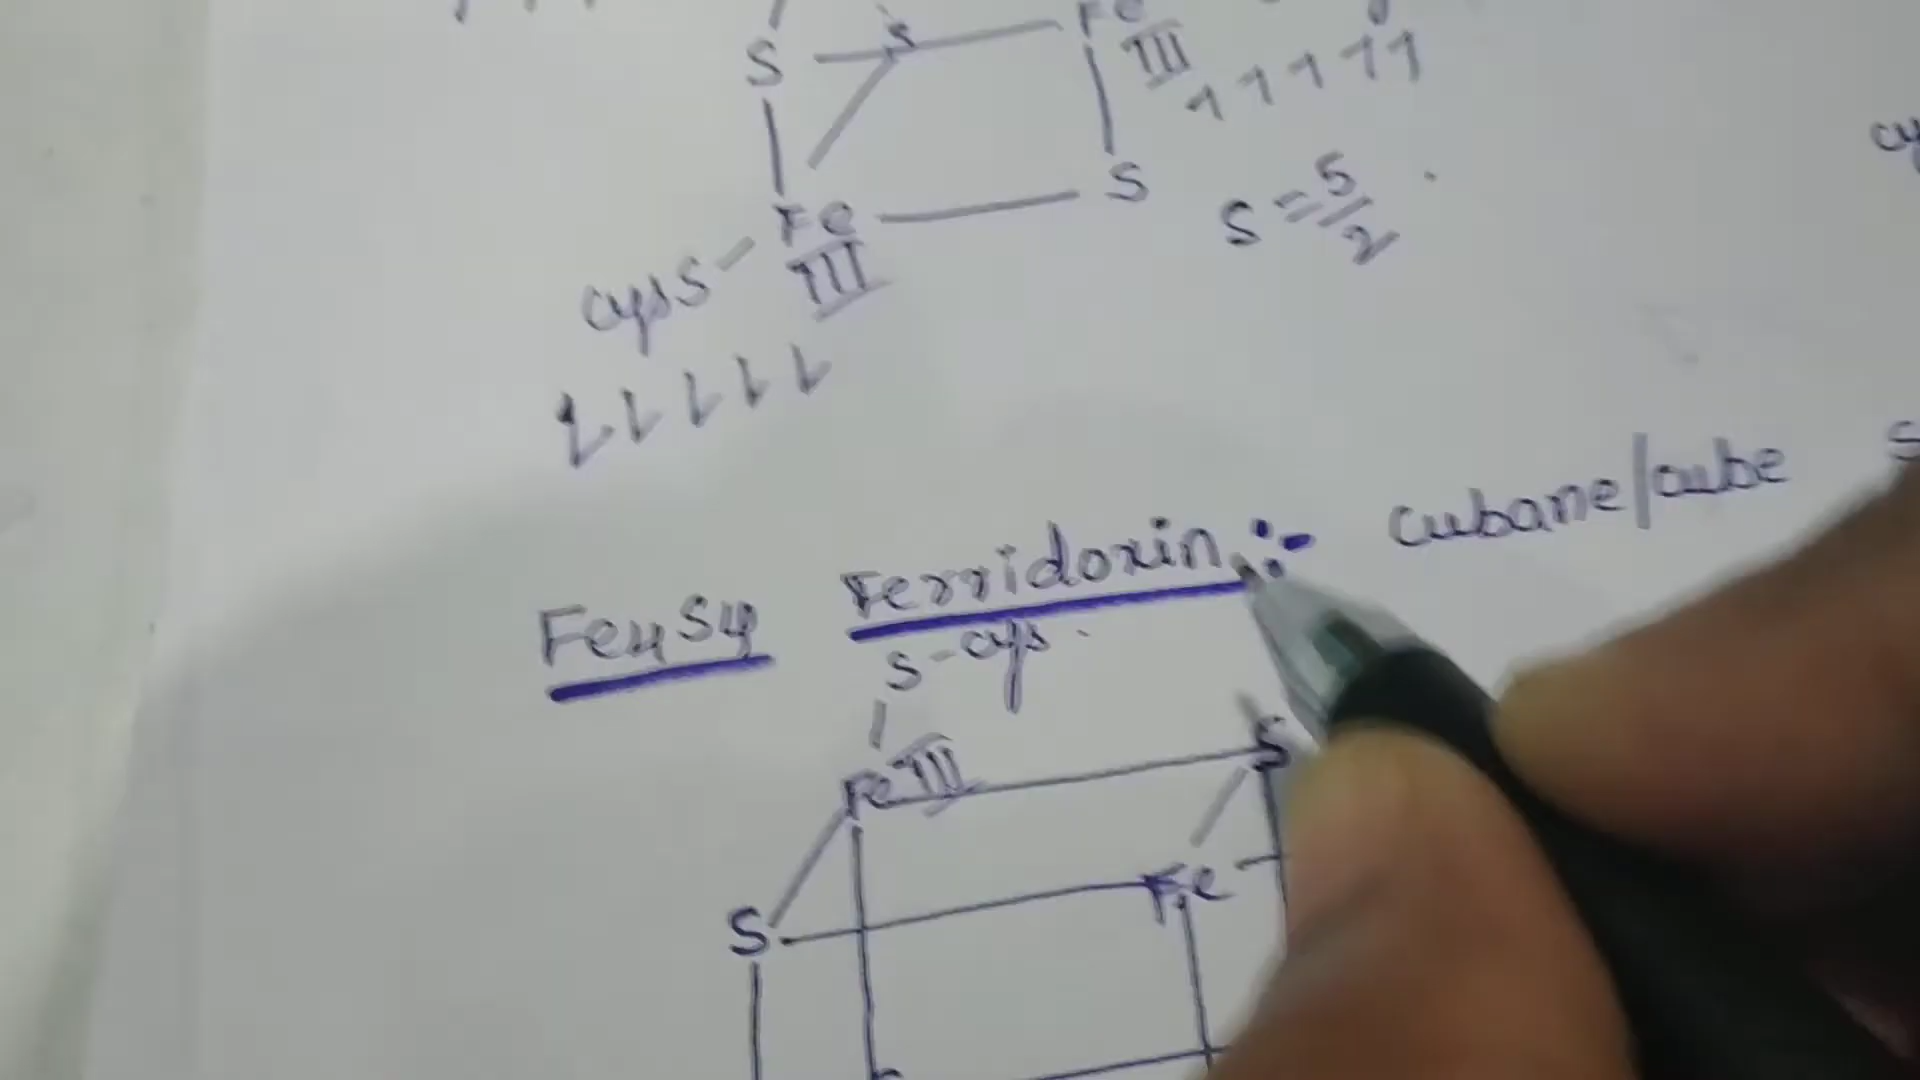 S s Fe
III
Fe S
III
cys S
S = 5/2
Fe4S4 Ferridoxin :- cubane/cube
S-cys
Fe III S
Fe
S